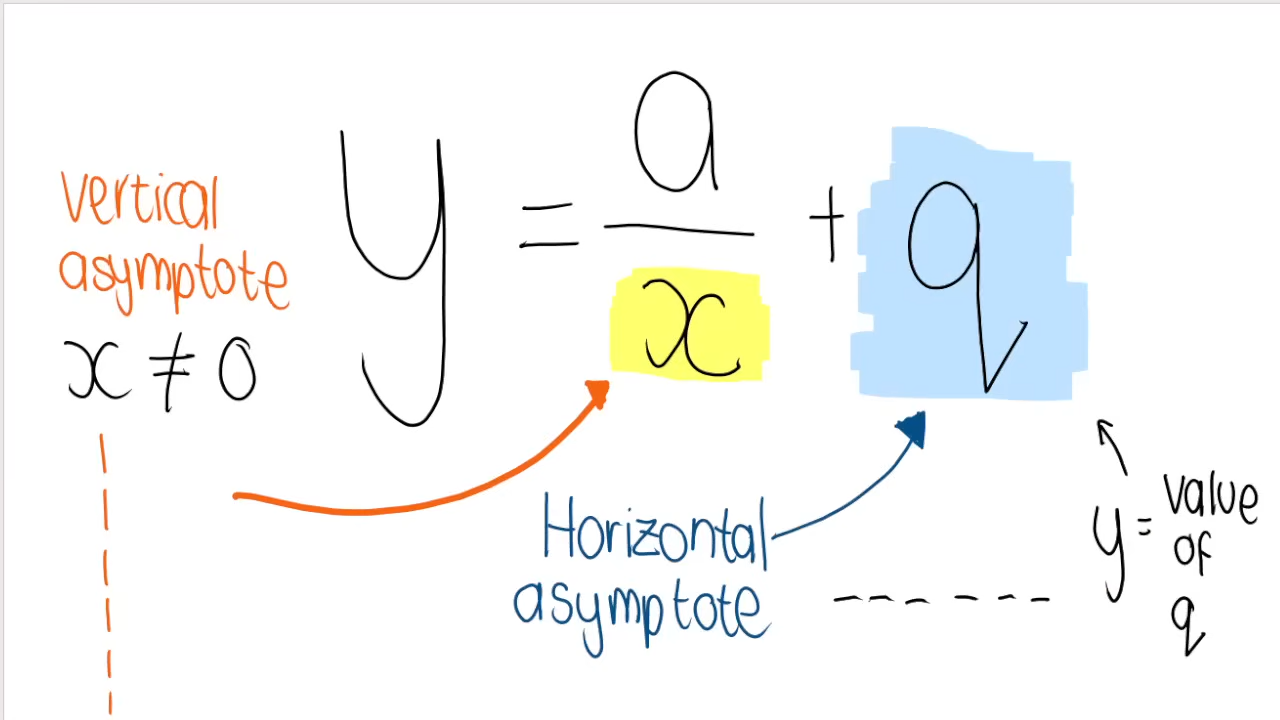 vertical
asymptote
x ≠ 0
y = a/x + q
Horizontal
asymptote
y = value
of
q